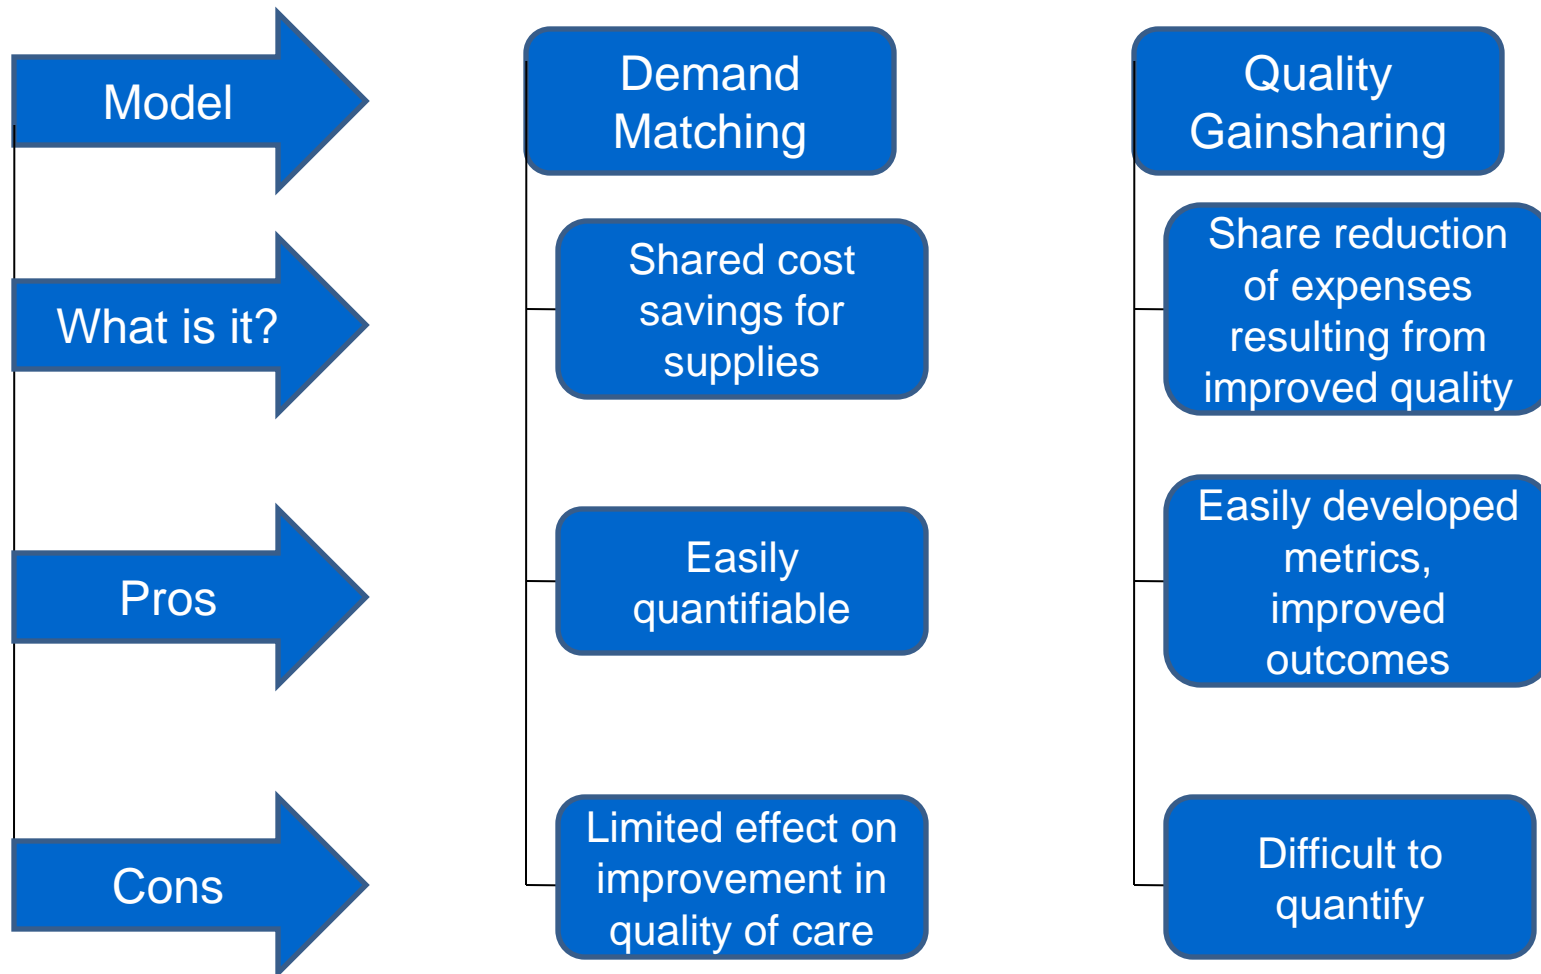 Model
Demand
Matching
Quality
Gainsharing
What is it?
Shared cost
savings for
supplies
Share reduction
of expenses
resulting from
improved quality
Pros
Easily
quantifiable
Easily developed
metrics,
improved
outcomes
Cons
Limited effect on
improvement in
quality of care
Difficult to
quantify